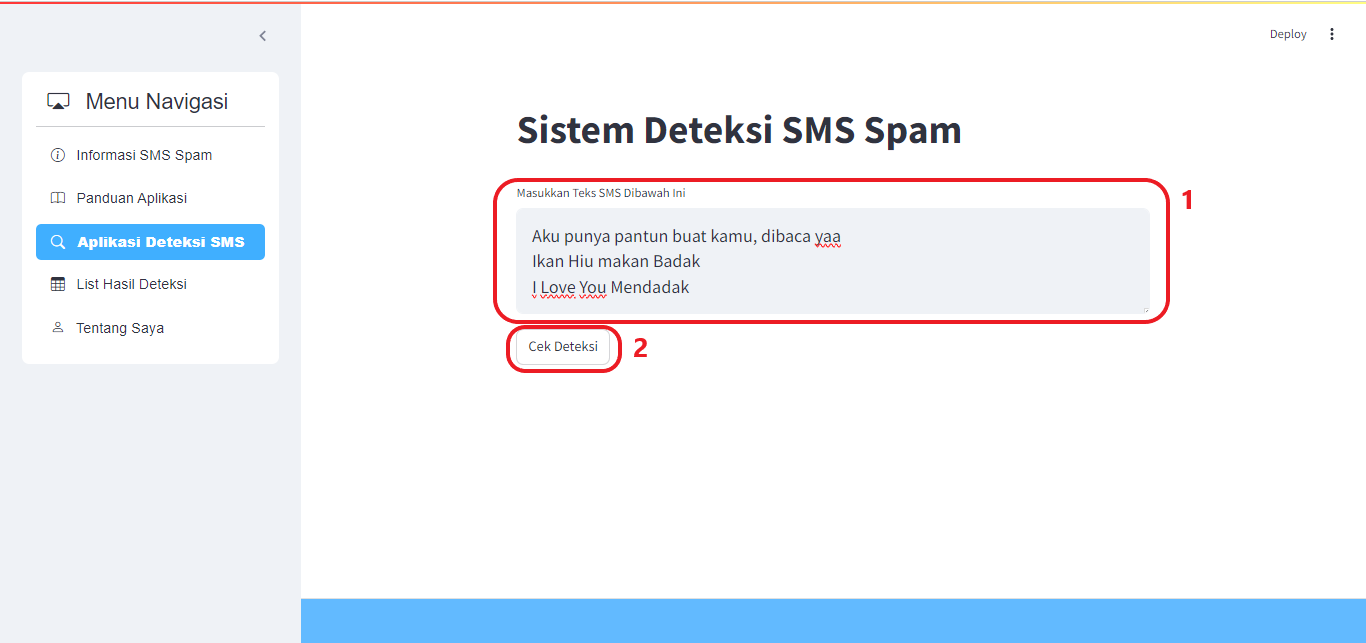 Deploy
Menu Navigasi
Informasi SMS Spam
Panduan Aplikasi
Aplikasi Deteksi SMS
List Hasil Deteksi
Tentang Saya
Sistem Deteksi SMS Spam
Masukkan Teks SMS Dibawah Ini
1
Aku punya pantun buat kamu, dibaca yaa
Ikan Hiu makan Badak
I Love You Mendadak
Cek Deteksi
2